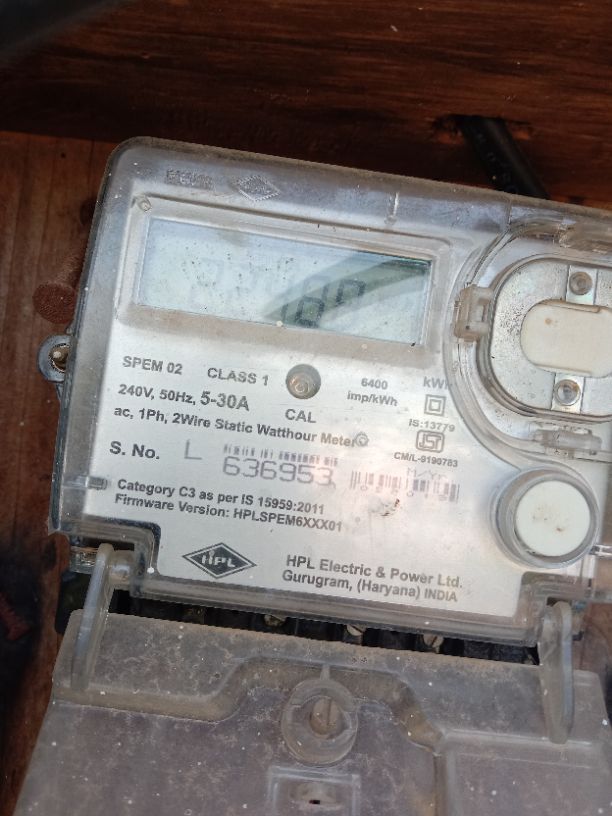 SPEM 02 CLASS 1 6400 imp/kWh kWh
240V, 50Hz, 5-30A CAL
ac, 1Ph, 2Wire Static Watthour Meter IS:13779
S. No. L 636953 CM/L-9190783
Category C3 as per IS 15959:2011
Firmware Version: HPLSPEM6XXX01
HPL HPL Electric & Power Ltd.
Gurugram, (Haryana) INDIA